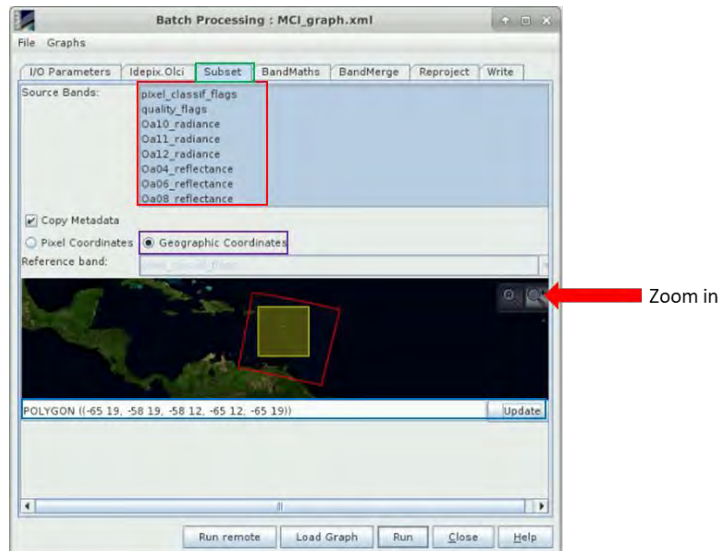 Batch Processing : MCI_graph.xml
File Graphs
I/O Parameters Idepix.Olci Subset BandMaths BandMerge Reproject Write
Source Bands:
pixel_classif_flags
quality_flags
Oa10_radiance
Oa11_radiance
Oa12_radiance
Oa04_reflectance
Oa06_reflectance
Oa08_reflectance
Copy Metadata
Pixel Coordinates Geographic Coordinates
Reference band: pixel_classif_flags
Zoom in
POLYGON ((-65 19, -58 19, -58 12, -65 12, -65 19)) Update
Run remote Load Graph Run Close Help